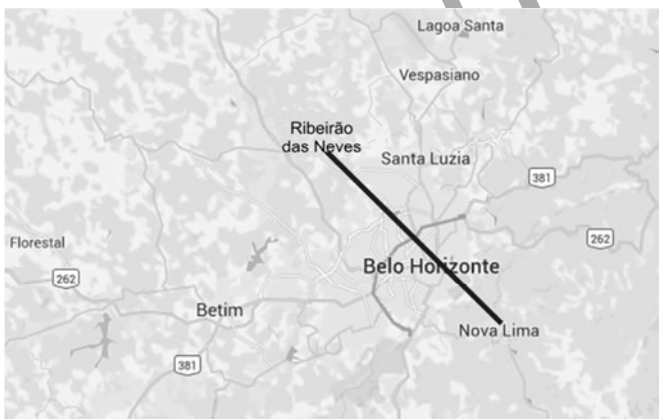 Lagoa Santa
Vespasiano
Ribeirão
das Neves
Santa Luzia
381
Florestal
262
262
Belo Horizonte
Betim
Nova Lima
381